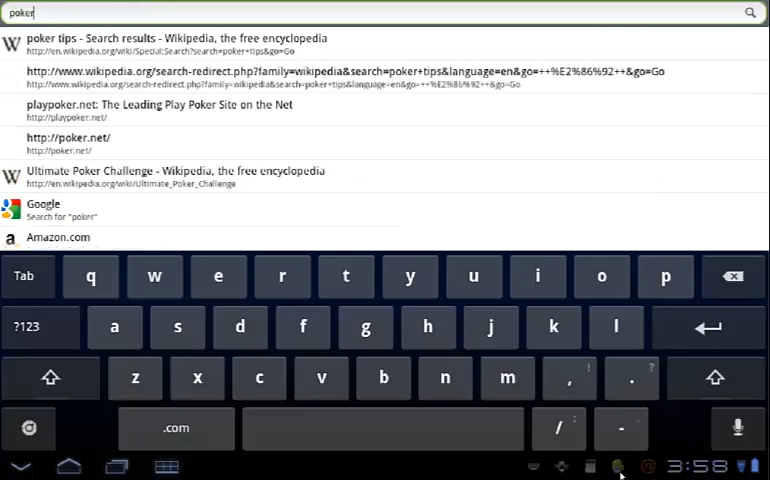 poker
poker tips - Search results - Wikipedia, the free encyclopedia
http://en.wikipedia.org/wiki/Special:Search?search=poker+tips&go=Go
http://www.wikipedia.org/search-redirect.php?family=wikipedia&search=poker+tips&language=en&go=++%E2%86%92++&go=Go
http://www.wikipedia.org/search-redirect.php?family=wikipedia&search=poker+tips&language=en&go=++%E2%86%92++&go=Go
playpoker.net: The Leading Play Poker Site on the Net
http://playpoker.net/
http://poker.net/
http://poker.net/
Ultimate Poker Challenge - Wikipedia, the free encyclopedia
http://en.wikipedia.org/wiki/Ultimate_Poker_Challenge
Google
Search for "poker"
Amazon.com
Tab q w e r t y u i o p
?123 a s d f g h j k l
z x c v b n m , ! . ?
.com / : - _
3:58